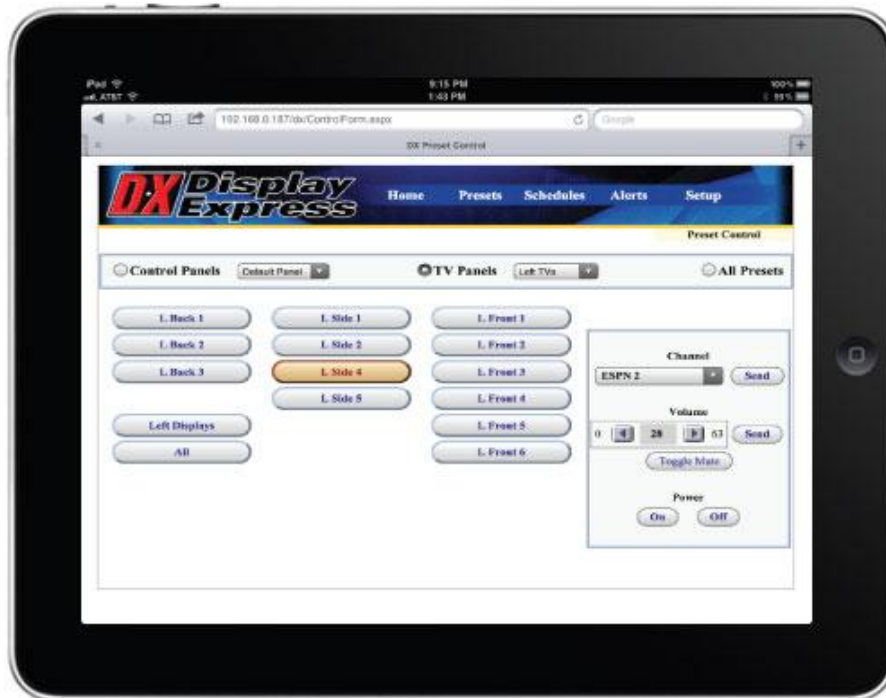 iPod 9:15 PM 100%
AT&T 1:43 PM 99%
192.168.0.187/dx/ControlForm.aspx Google
DX Preset Control
DX Display Express
Home Presets Schedules Alerts Setup
Preset Control
Control Panels Default Panel TV Panels Left TVs All Presets
L Back 1 L Side 1 L Front 1
L Back 2 L Side 2 L Front 2
L Back 3 L Side 4 L Front 3
L Side 5 L Front 4
Left Displays L Front 5
All L Front 6
Channel
ESPN 2 Send
Volume
0 28 63 Send
Toggle Mute
Power
On Off